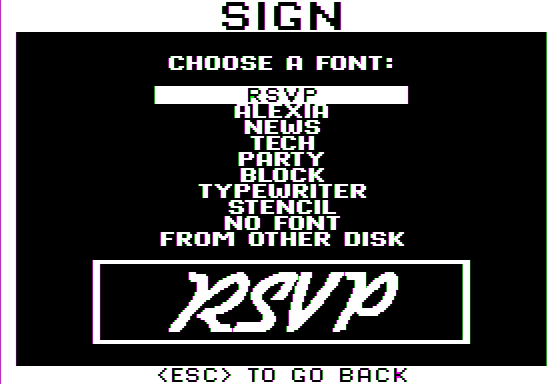 SIGN
CHOOSE A FONT:
RSVP
ALEXIA
NEWS
TECH
PARTY
BLOCK
TYPEWRITER
STENCIL
NO FONT
FROM OTHER DISK
RSVP
<ESC> TO GO BACK